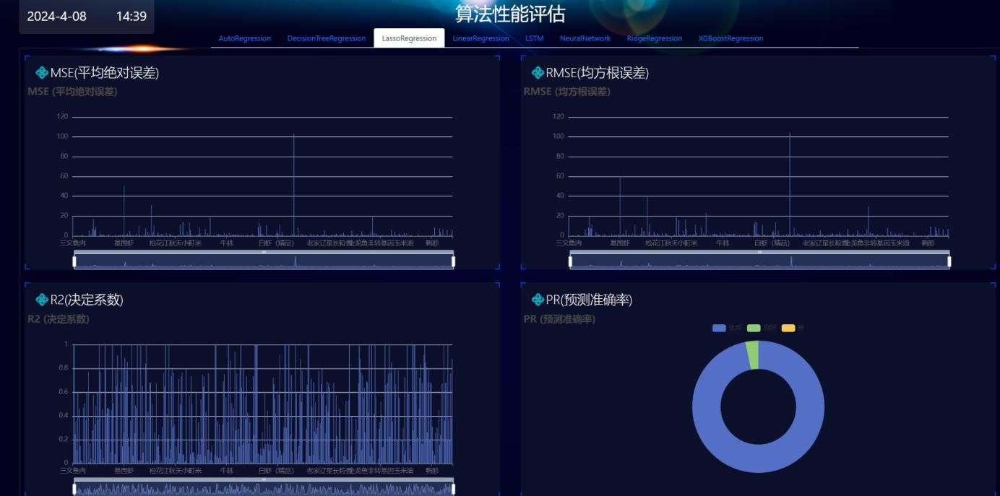 2024-4-08 14:39
算法性能评估
AutoRegression DecisionTreeRegression LassoRegression LinearRegression LSTM NeuralNetwork RidgeRegression XGBoostRegression
MSE(平均绝对误差)
MSE (平均绝对误差)
120
100
80
60
40
20
0
三文鱼肉 基围虾 松花江秋天小町米 牛林 白虾（精品） 老家辽星长粒香 金龙鱼非转基因玉米油 鸭胗
RMSE(均方根误差)
RMSE (均方根误差)
120
100
80
60
40
20
0
三文鱼肉 基围虾 松花江秋天小町米 牛林 白虾（精品） 老家辽星长粒香 金龙鱼非转基因玉米油 鸭胗
R2(决定系数)
R2 (决定系数)
1
0.8
0.6
0.4
0.2
0
三文鱼肉 基围虾 松花江秋天小町米 牛林 白虾（精品） 老家辽星长粒香 金龙鱼非转基因玉米油 鸭胗
PR(预测准确率)
PR (预测准确率)
优秀 良好 差